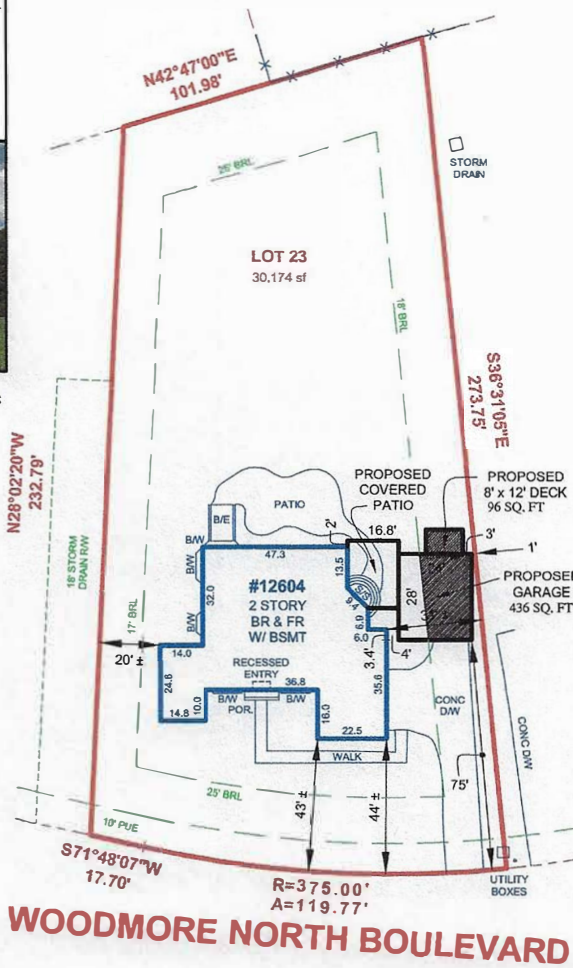 N42°47'00"E
101.98'
STORM
DRAIN
25' BRL
LOT 23
30,174 sf
18' BRL
S36°31'05"E
273.75'
N28°02'20"W
232.79'
18' STORM
DRAIN R/W
17' BRL
PROPOSED
COVERED
PATIO
PROPOSED
8' x 12' DECK
96 SQ. FT
PATIO
B/E
2'
16.8'
3'
1'
B/W
47.3
13.5
B/W
32.0
#12604
2 STORY
BR & FR
W/ BSMT
S/S
9.4
28'
PROPOSED
GARAGE
436 SQ. FT
B/W
6.9
6.0
3.4'
4'
20' ±
14.0
RECESSED
ENTRY
24.6
36.8
35.6
14.8
10.0
B/W
POR.
B/W
16.0
22.5
CONC
D/W
CONC D/W
WALK
25' BRL
43' ±
44' ±
75'
10' PUE
S71°48'07"W
17.70'
R=375.00'
A=119.77'
UTILITY
BOXES
WOODMORE NORTH BOULEVARD